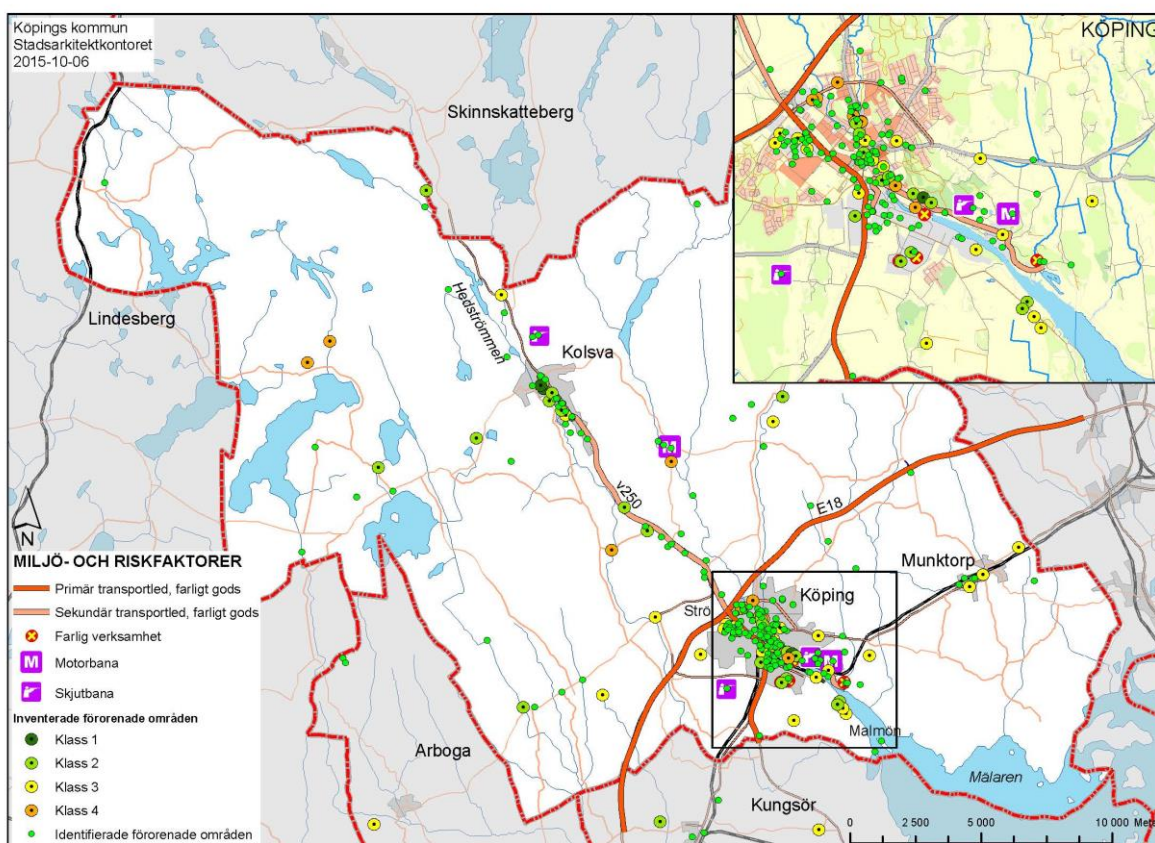 Köpings kommun
Stadsarkitektkontoret
2015-10-06
KÖPING
Skinnskatteberg
Lindesberg
Hedströmmen
Kolsva
M
v250
E18
Munktorp
Köping
Strö
M
M
Malmön
Arboga
Mälaren
Kungsör
N
MILJÖ- OCH RISKFAKTORER
Primär transportled, farligt gods
Sekundär transportled, farligt gods
Farlig verksamhet
M Motorbana
Skjutbana
Inventerade förorenade områden
Klass 1
Klass 2
Klass 3
Klass 4
Identifierade förorenade områden
0 2 500 5 000 10 000 Mete